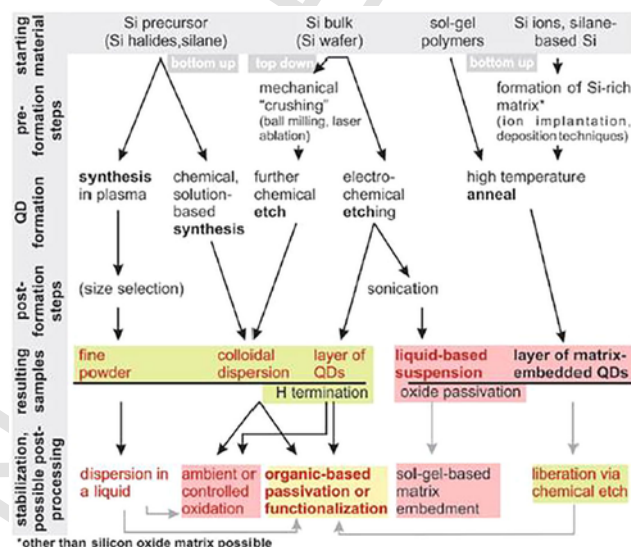 starting
material
Si precursor
(Si halides,silane)
Si bulk
(Si wafer)
sol-gel
polymers
Si ions, silane-
based Si
bottom up
top down
bottom up
pre-
formation
steps
mechanical
"crushing"
(ball milling, laser
ablation)
formation of Si-rich
matrix*
(ion implantation,
deposition techniques)
QD
formation
synthesis
in plasma
chemical,
solution-
based
synthesis
further
chemical
etch
electro-
chemical
etching
high temperature
anneal
post-
formation
steps
(size selection)
sonication
resulting
samples
fine
powder
colloidal
dispersion
layer of
QDs
liquid-based
suspension
layer of matrix-
embedded QDs
H termination
oxide passivation
stabilization,
possible post-
processing
dispersion in
a liquid
ambient or
controlled
oxidation
organic-based
passivation or
functionalization
sol-gel-based
matrix
embedment
liberation via
chemical etch
*other than silicon oxide matrix possible